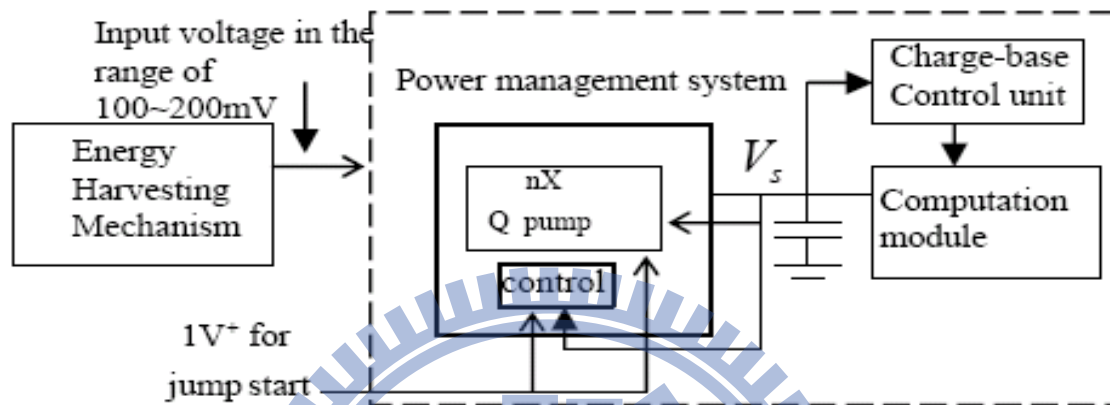 Input voltage in the
range of
100~200mV
Energy
Harvesting
Mechanism
Power management system
nX
Q pump
control
1V⁺ for
jump start
Vₛ
Charge-base
Control unit
Computation
module